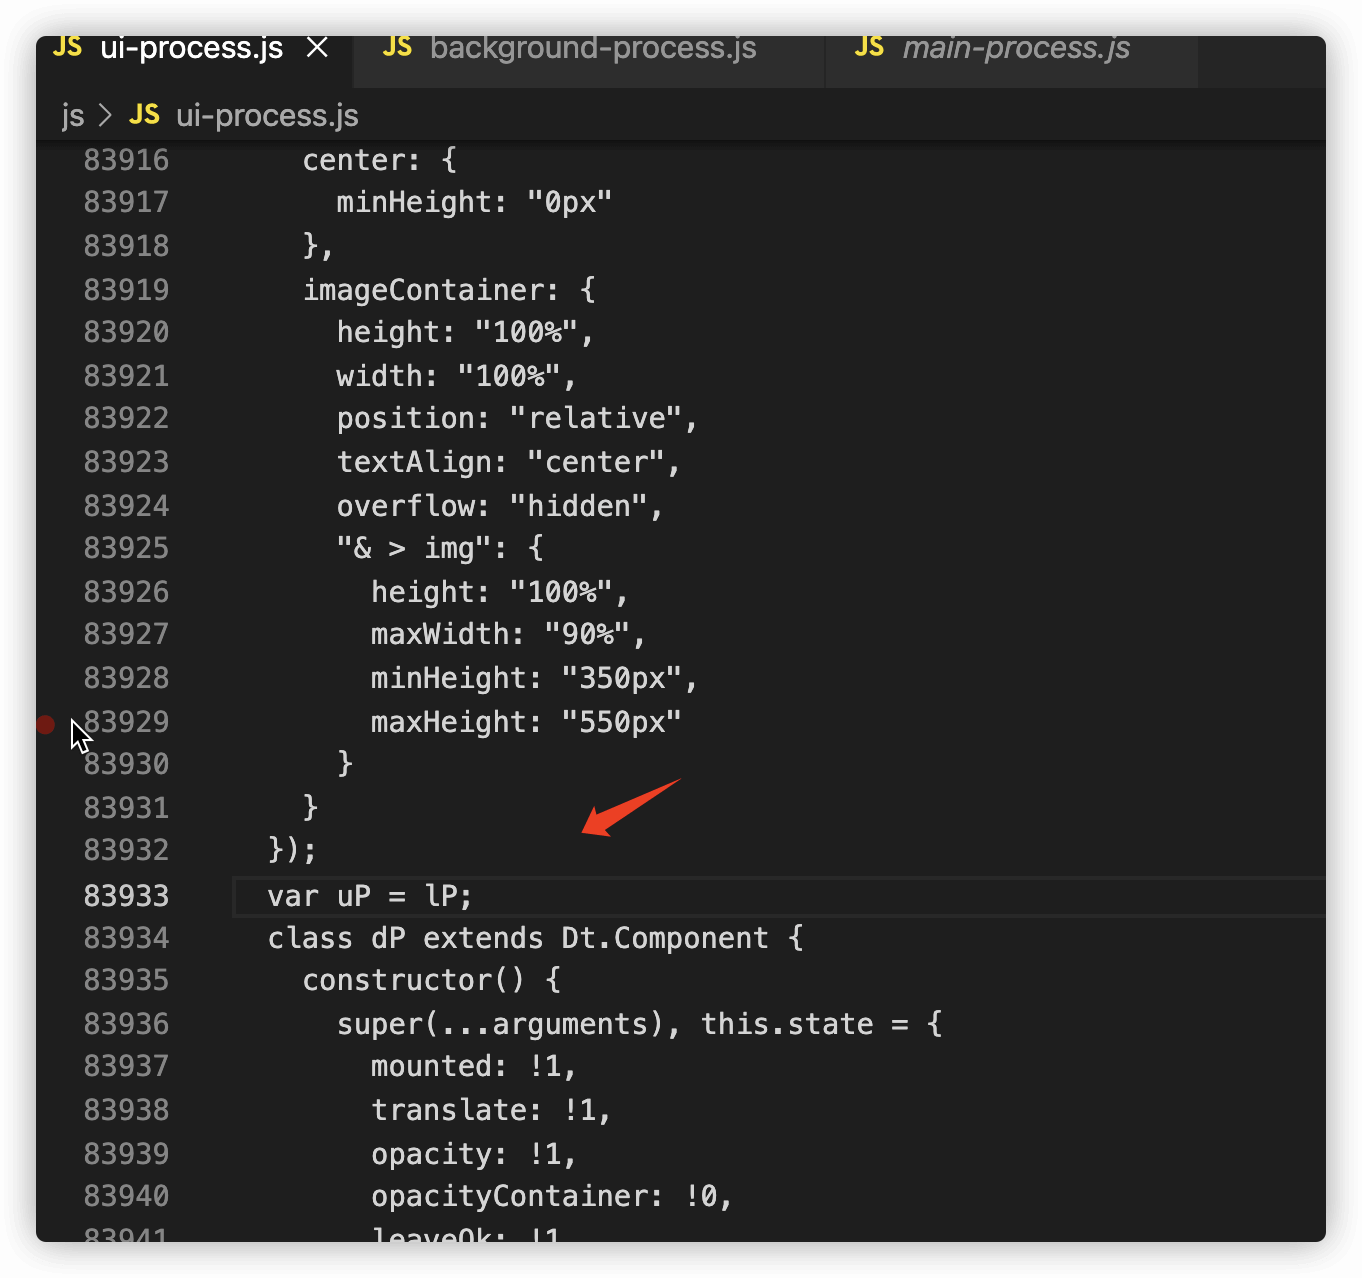 JS ui-process.js × JS background-process.js JS main-process.js
js > JS ui-process.js
83916 center: {
83917 minHeight: "0px"
83918 },
83919 imageContainer: {
83920 height: "100%",
83921 width: "100%",
83922 position: "relative",
83923 textAlign: "center",
83924 overflow: "hidden",
83925 "& > img": {
83926 height: "100%",
83927 maxWidth: "90%",
83928 minHeight: "350px",
83929 maxHeight: "550px"
83930 }
83931 }
83932 });
83933 var uP = lP;
83934 class dP extends Dt.Component {
83935 constructor() {
83936 super(...arguments), this.state = {
83937 mounted: !1,
83938 translate: !1,
83939 opacity: !1,
83940 opacityContainer: !0,
83941 leaveOk: !1